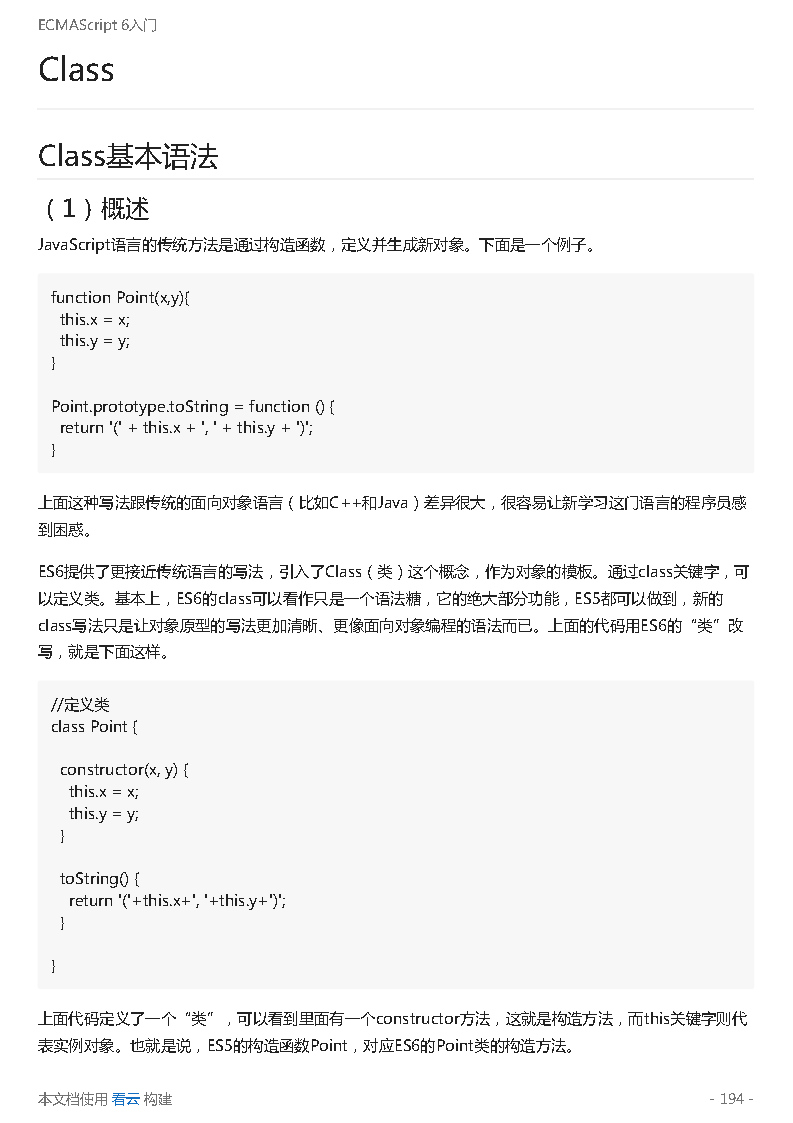 ECMAScript 6入门
Class
Class基本语法
（1）概述
JavaScript语言的传统方法是通过构造函数，定义并生成新对象。下面是一个例子。
function Point(x,y){
  this.x = x;
  this.y = y;
}
Point.prototype.toString = function () {
  return '(' + this.x + ', ' + this.y + ')';
}
上面这种写法跟传统的面向对象语言（比如C++和Java）差异很大，很容易让新学习这门语言的程序员感
到困惑。
ES6提供了更接近传统语言的写法，引入了Class（类）这个概念，作为对象的模板。通过class关键字，可
以定义类。基本上，ES6的class可以看作只是一个语法糖，它的绝大部分功能，ES5都可以做到，新的
class写法只是让对象原型的写法更加清晰、更像面向对象编程的语法而已。上面的代码用ES6的“类”改
写，就是下面这样。
//定义类
class Point {
  constructor(x, y) {
    this.x = x;
    this.y = y;
  }
  toString() {
    return '('+this.x+', '+this.y+')';
  }
}
上面代码定义了一个“类”，可以看到里面有一个constructor方法，这就是构造方法，而this关键字则代
表实例对象。也就是说，ES5的构造函数Point，对应ES6的Point类的构造方法。
本文档使用 看云 构建
- 194 -